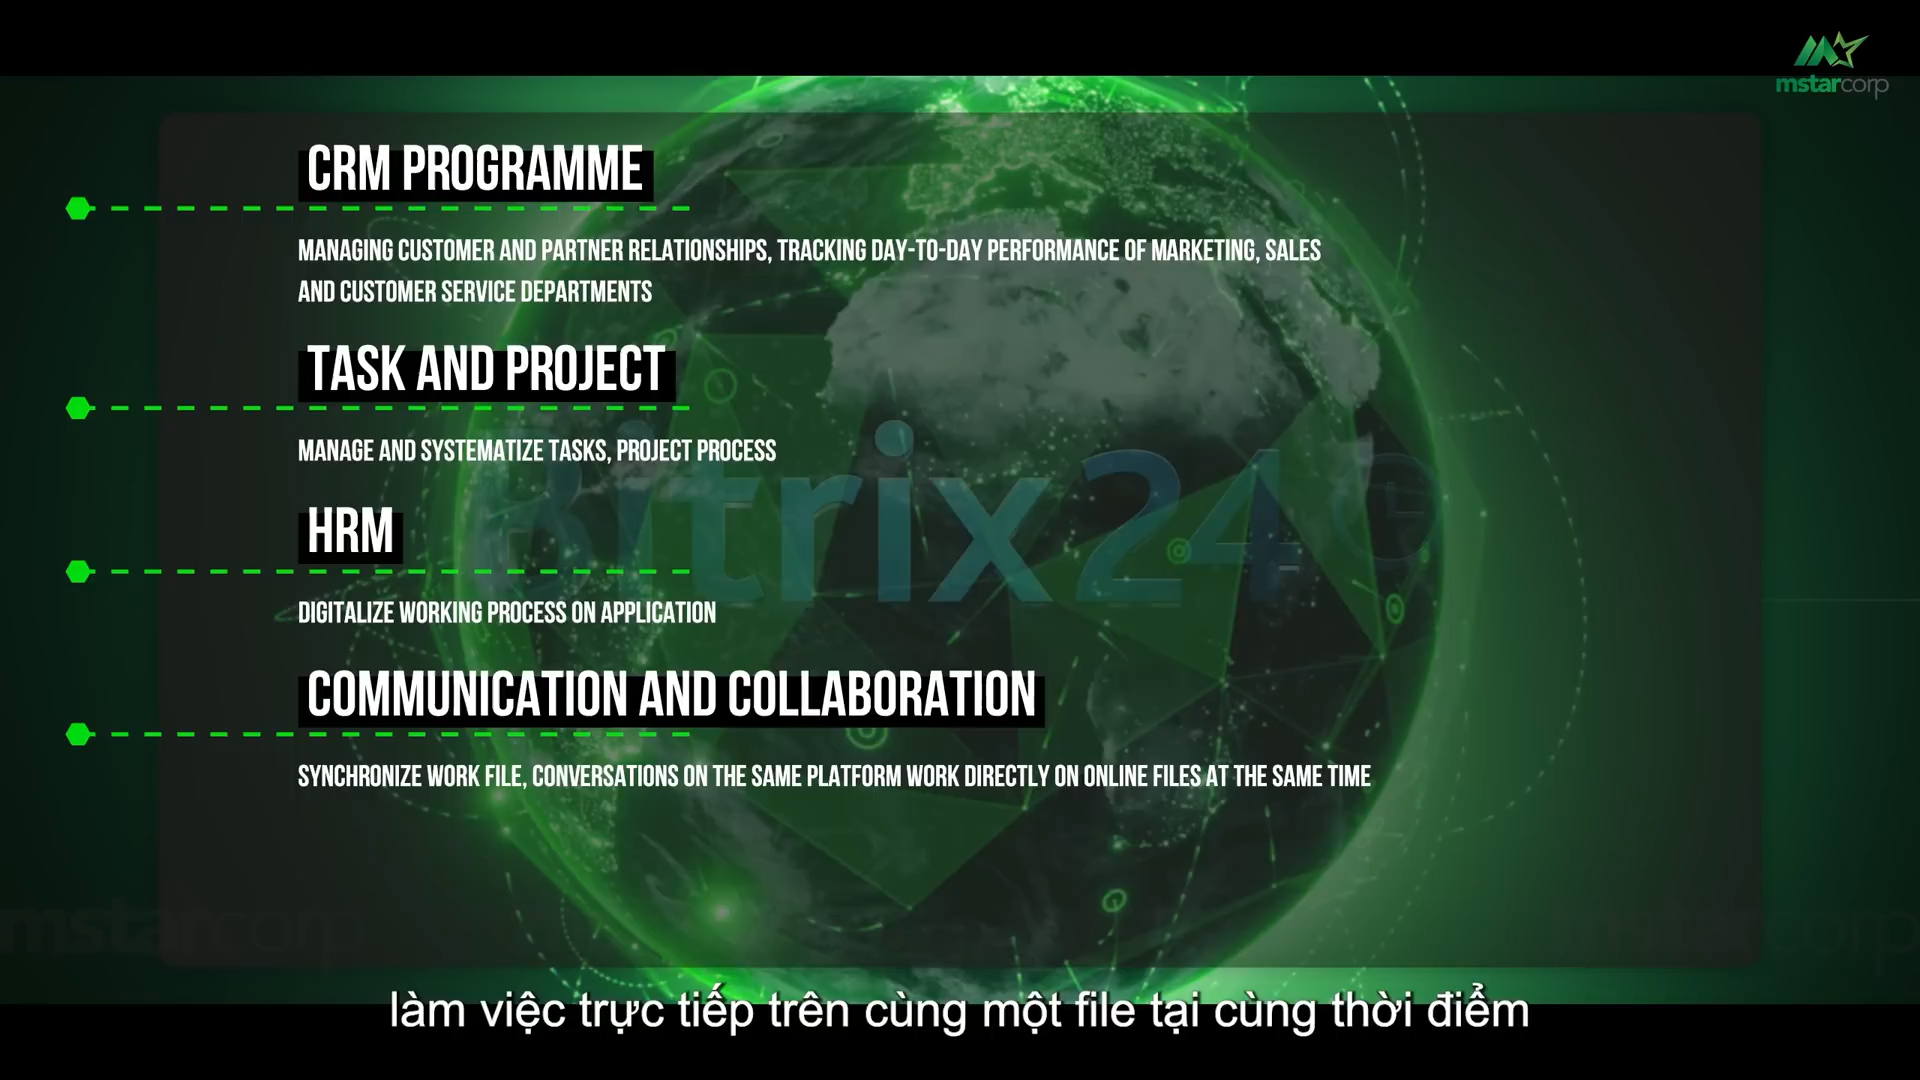 mstarcorp
CRM PROGRAMME
MANAGING CUSTOMER AND PARTNER RELATIONSHIPS, TRACKING DAY-TO-DAY PERFORMANCE OF MARKETING, SALES
AND CUSTOMER SERVICE DEPARTMENTS
TASK AND PROJECT
MANAGE AND SYSTEMATIZE TASKS, PROJECT PROCESS
Bitrix24
HRM
DIGITALIZE WORKING PROCESS ON APPLICATION
COMMUNICATION AND COLLABORATION
SYNCHRONIZE WORK FILE, CONVERSATIONS ON THE SAME PLATFORM WORK DIRECTLY ON ONLINE FILES AT THE SAME TIME
mstarcorp
mstarcorp
làm việc trực tiếp trên cùng một file tại cùng thời điểm